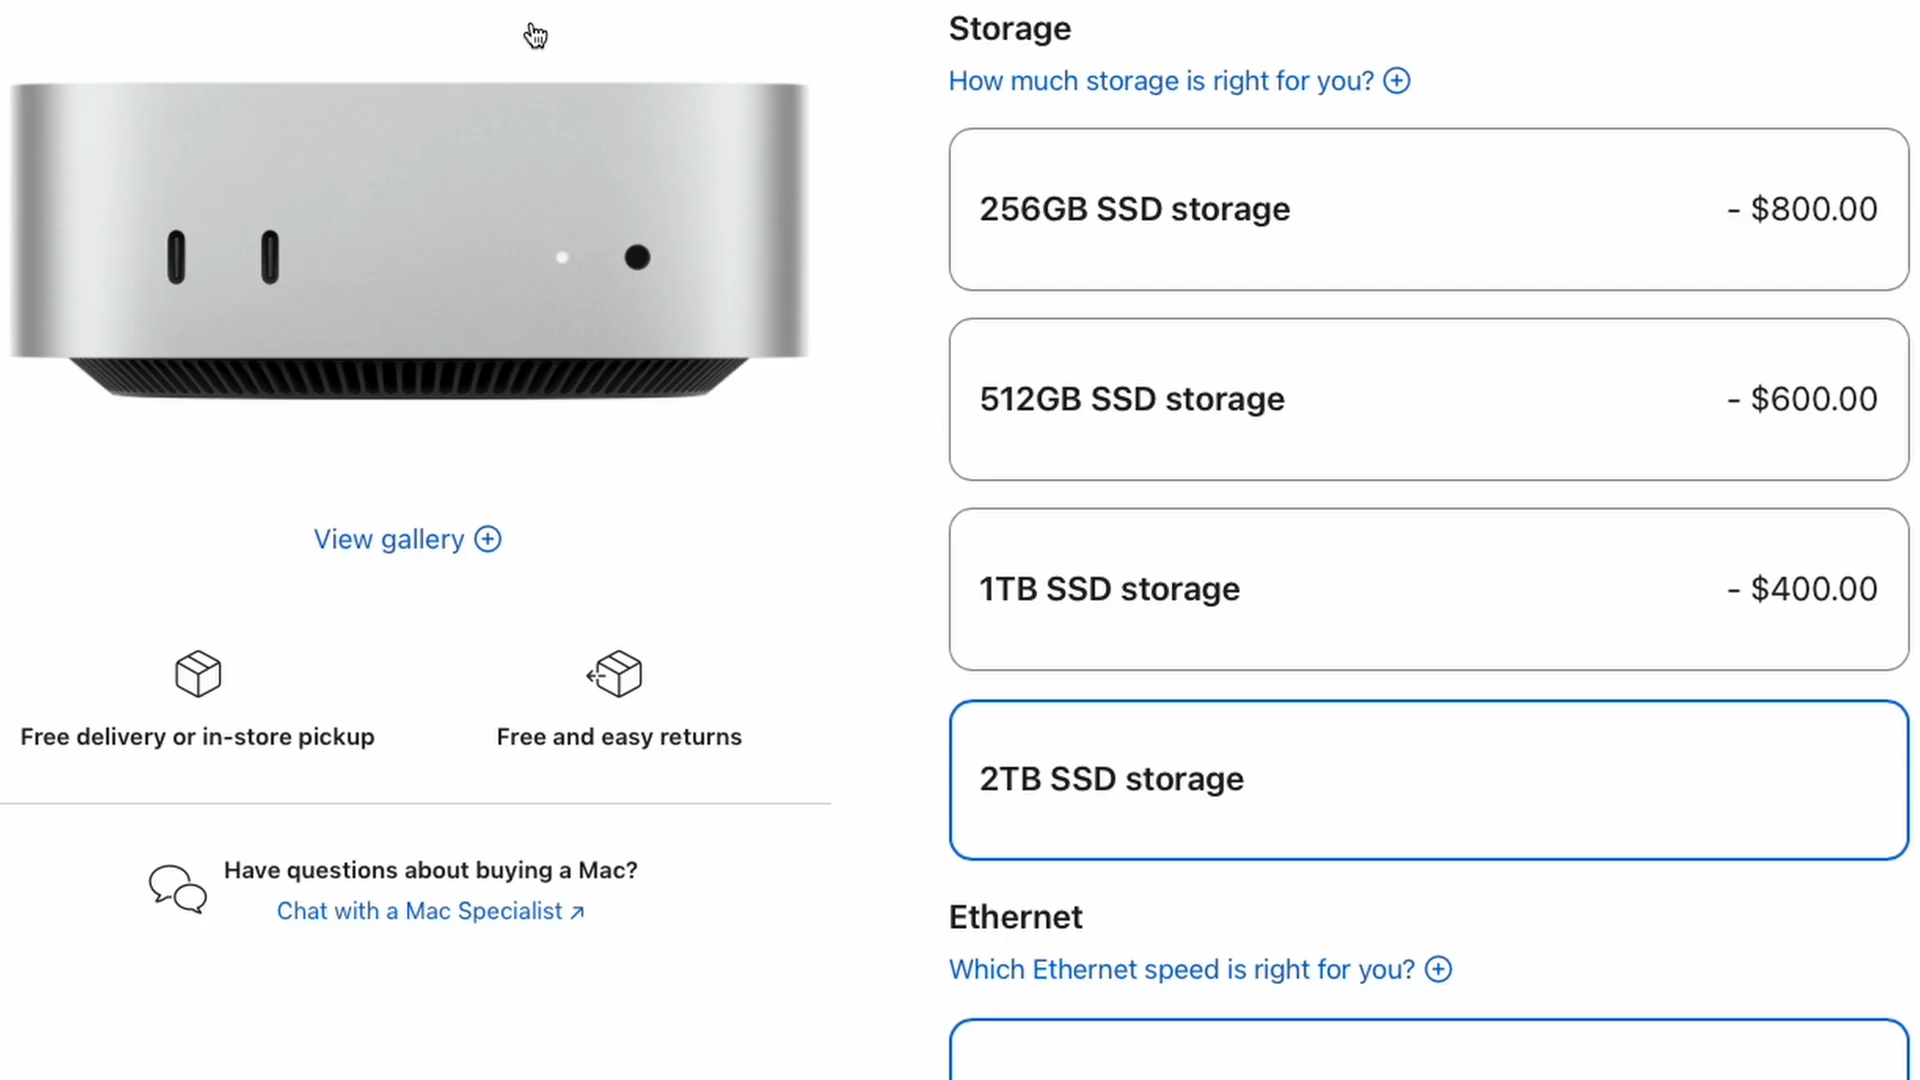 Storage
How much storage is right for you?
256GB SSD storage - $800.00
512GB SSD storage - $600.00
1TB SSD storage - $400.00
2TB SSD storage
Ethernet
Which Ethernet speed is right for you?
View gallery
Free delivery or in-store pickup
Free and easy returns
Have questions about buying a Mac?
Chat with a Mac Specialist ↗